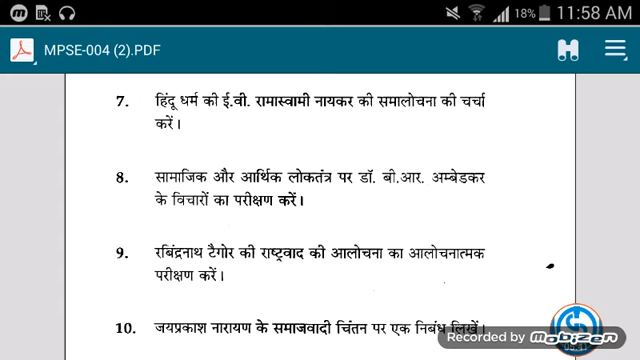 18% 11:58 AM
MPSE-004 (2).PDF
7. हिंदू धर्म की ई.वी. रामास्वामी नायकर की समालोचना की चर्चा
करें।
8. सामाजिक और आर्थिक लोकतंत्र पर डॉ. बी.आर. अम्बेडकर
के विचारों का परीक्षण करें।
9. रबिंद्रनाथ टैगोर की राष्ट्रवाद की आलोचना का आलोचनात्मक
परीक्षण करें।
10. जयप्रकाश नारायण के समाजवादी चिंतन पर एक निबंध लिखें।
Recorded by
Mobizen